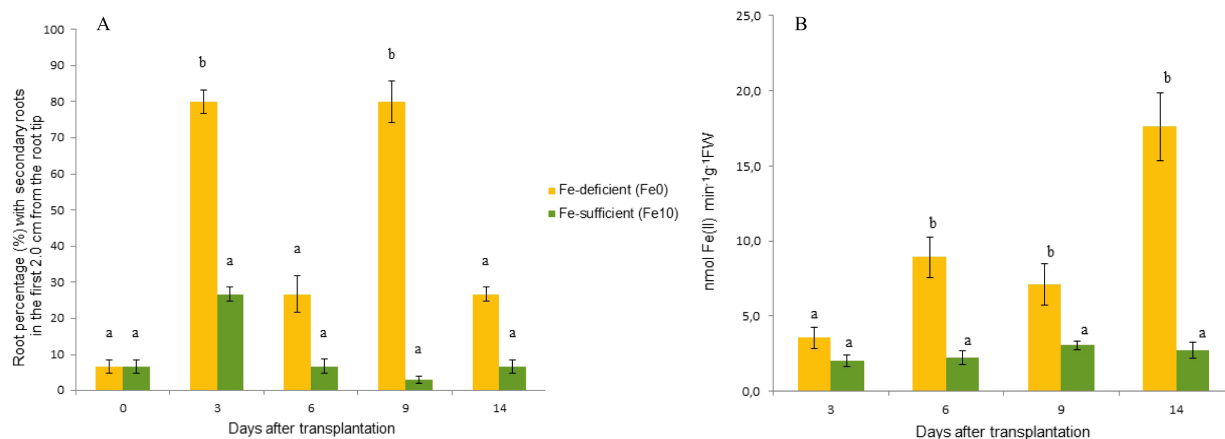 A
Root percentage (%) with secondary roots
in the first 2.0 cm from the root tip
100
90
80
70
60
50
40
30
20
10
0
a a
b
a
a
a
b
a
a
a
0 3 6 9 14
Days after transplantation
Fe-deficient (Fe0)
Fe-sufficient (Fe10)
B
nmol Fe(II) min-1g-1FW
25,0
20,0
15,0
10,0
5,0
0,0
a
a
b
a
b
a
b
a
3 6 9 14
Days after transplantation